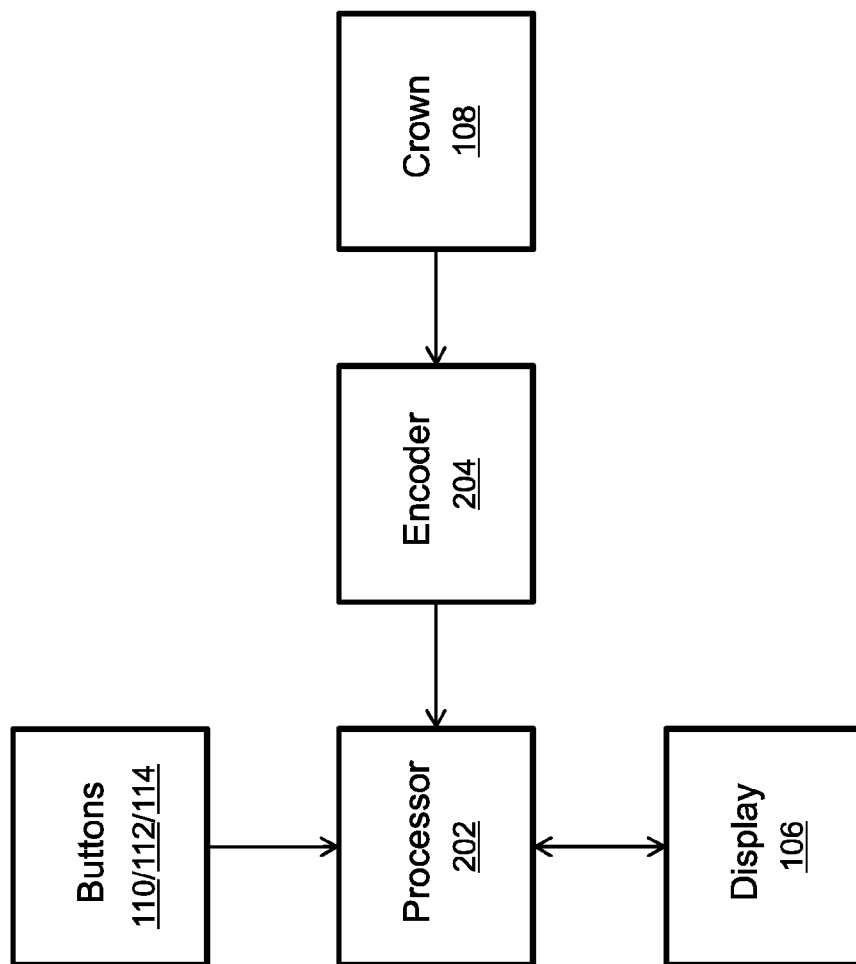 Buttons
110/112/114
Processor
202
Display
106
Encoder
204
Crown
108